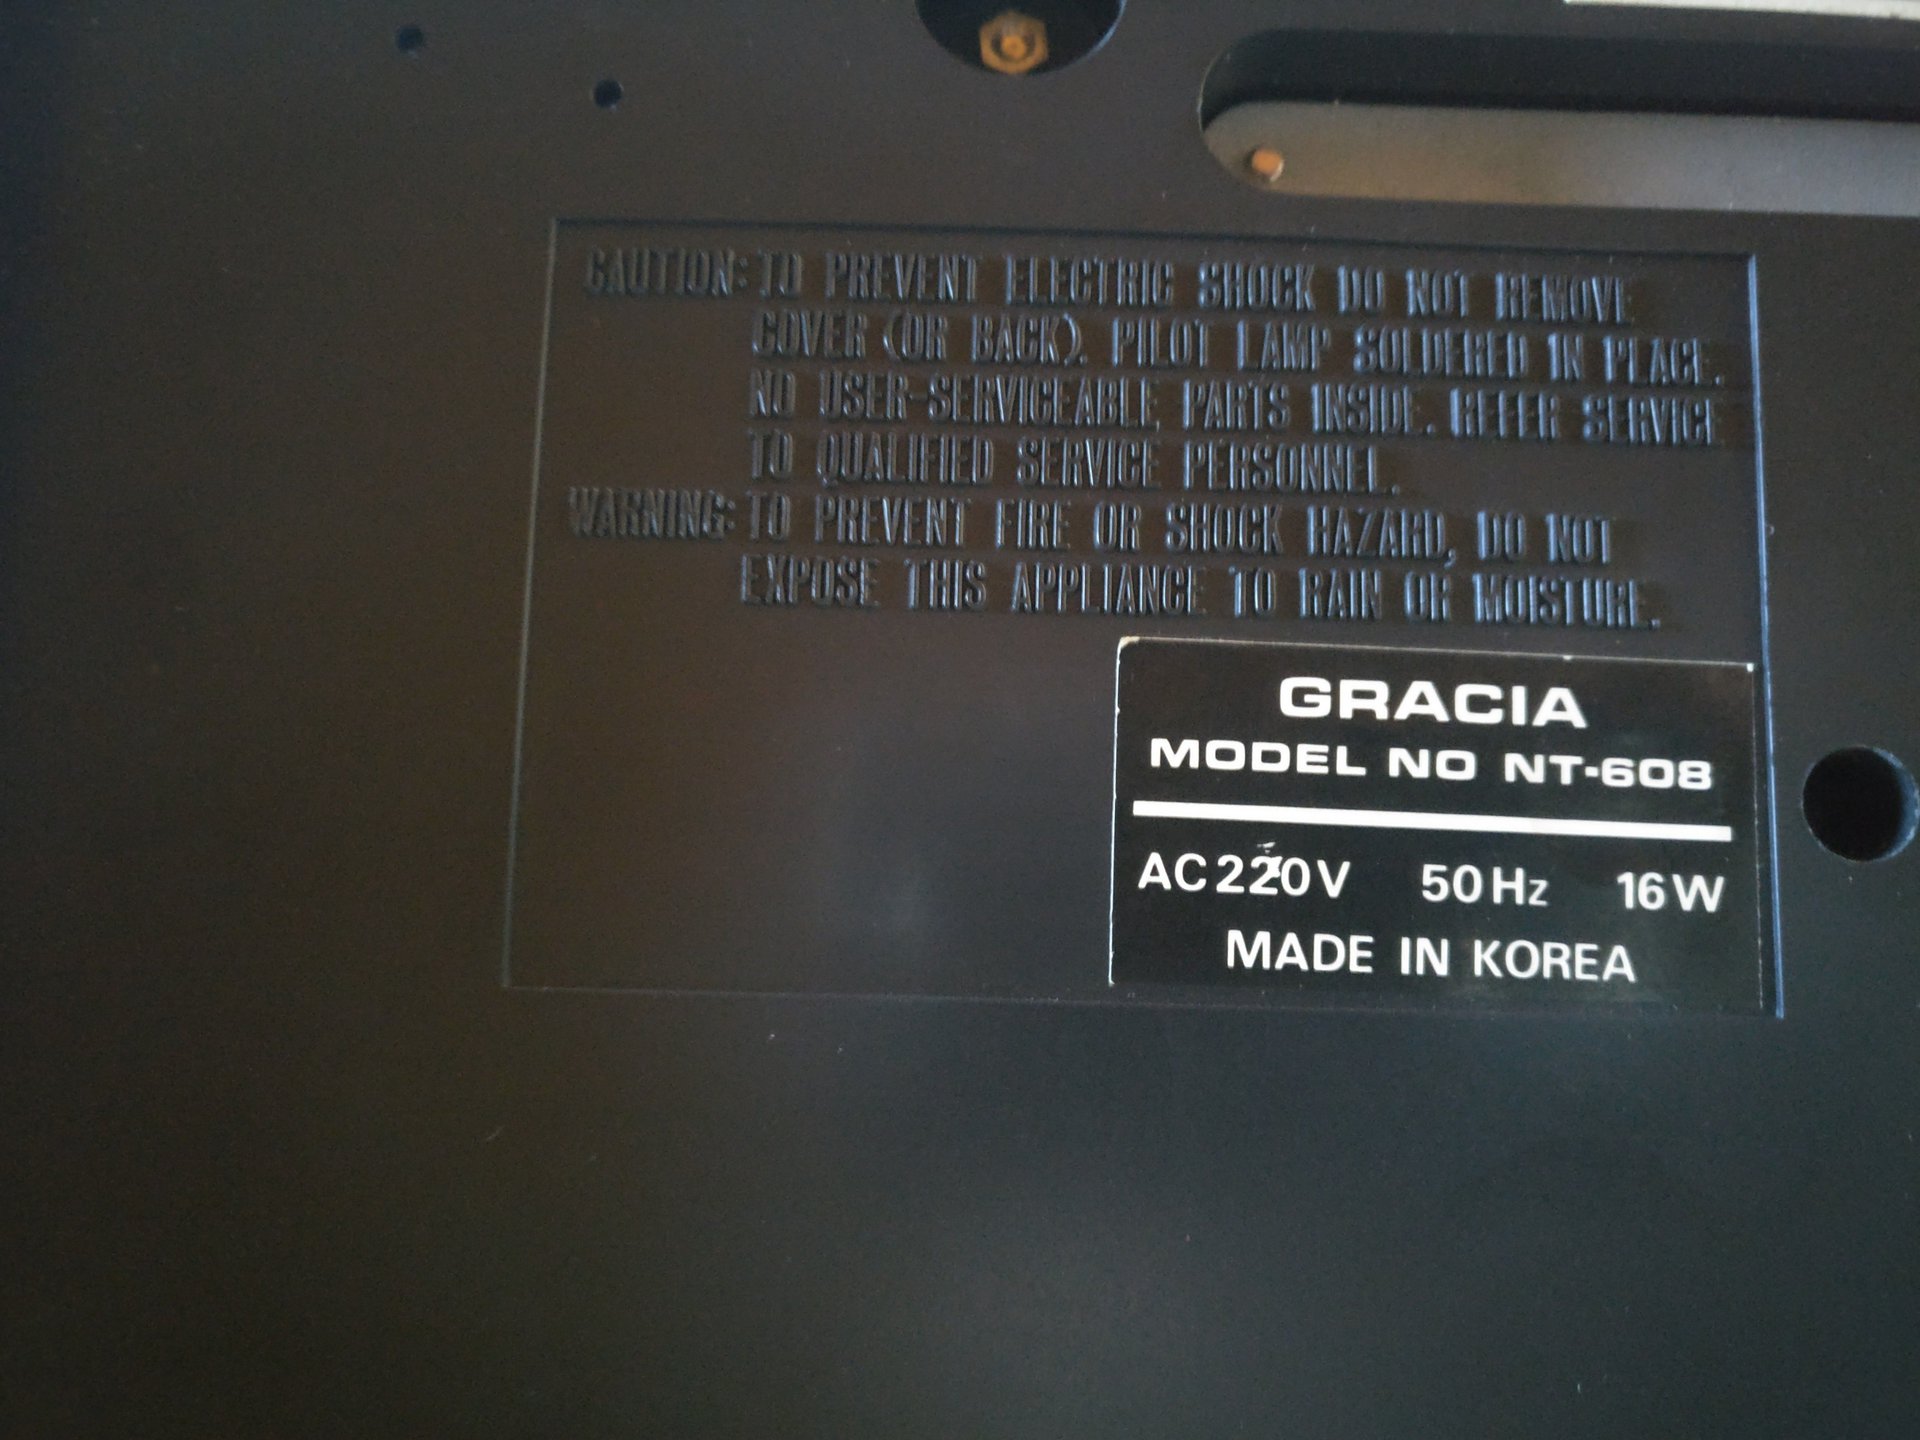 CAUTION: TO PREVENT ELECTRIC SHOCK DO NOT REMOVE
COVER (OR BACK). PILOT LAMP SOLDERED IN PLACE.
NO USER-SERVICEABLE PARTS INSIDE. REFER SERVICE
TO QUALIFIED SERVICE PERSONNEL.
WARNING: TO PREVENT FIRE OR SHOCK HAZARD, DO NOT
EXPOSE THIS APPLIANCE TO RAIN OR MOISTURE.
GRACIA
MODEL NO NT-608
AC220V 50Hz 16W
MADE IN KOREA